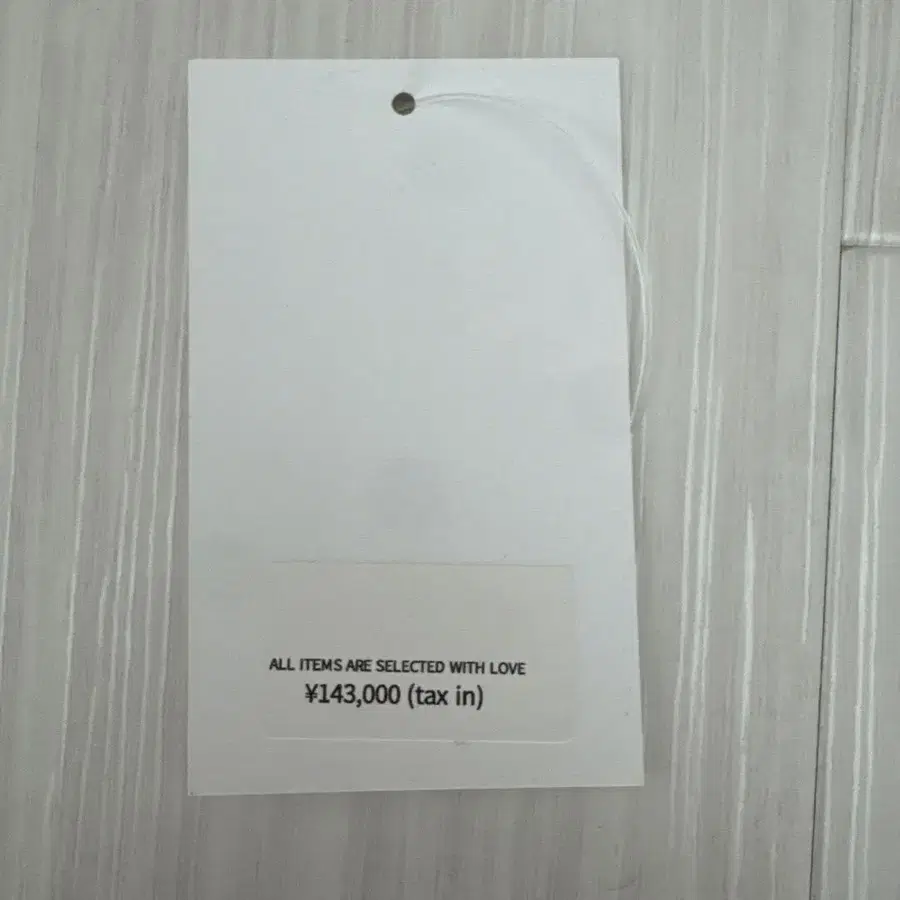 ALL ITEMS ARE SELECTED WITH LOVE
¥143,000 (tax in)